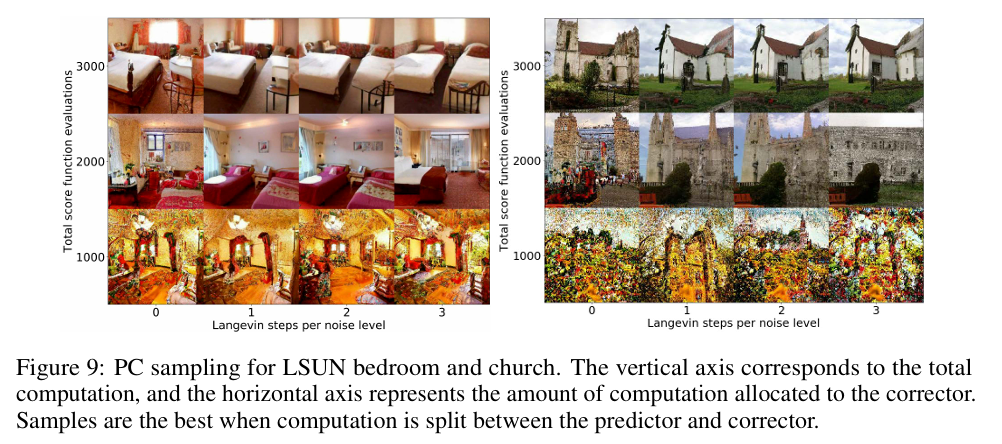 Total score function evaluations
3000
2000
1000
0 1 2 3
Langevin steps per noise level
Total score function evaluations
3000
2000
1000
0 1 2 3
Langevin steps per noise level
Figure 9: PC sampling for LSUN bedroom and church. The vertical axis corresponds to the total
computation, and the horizontal axis represents the amount of computation allocated to the corrector.
Samples are the best when computation is split between the predictor and corrector.